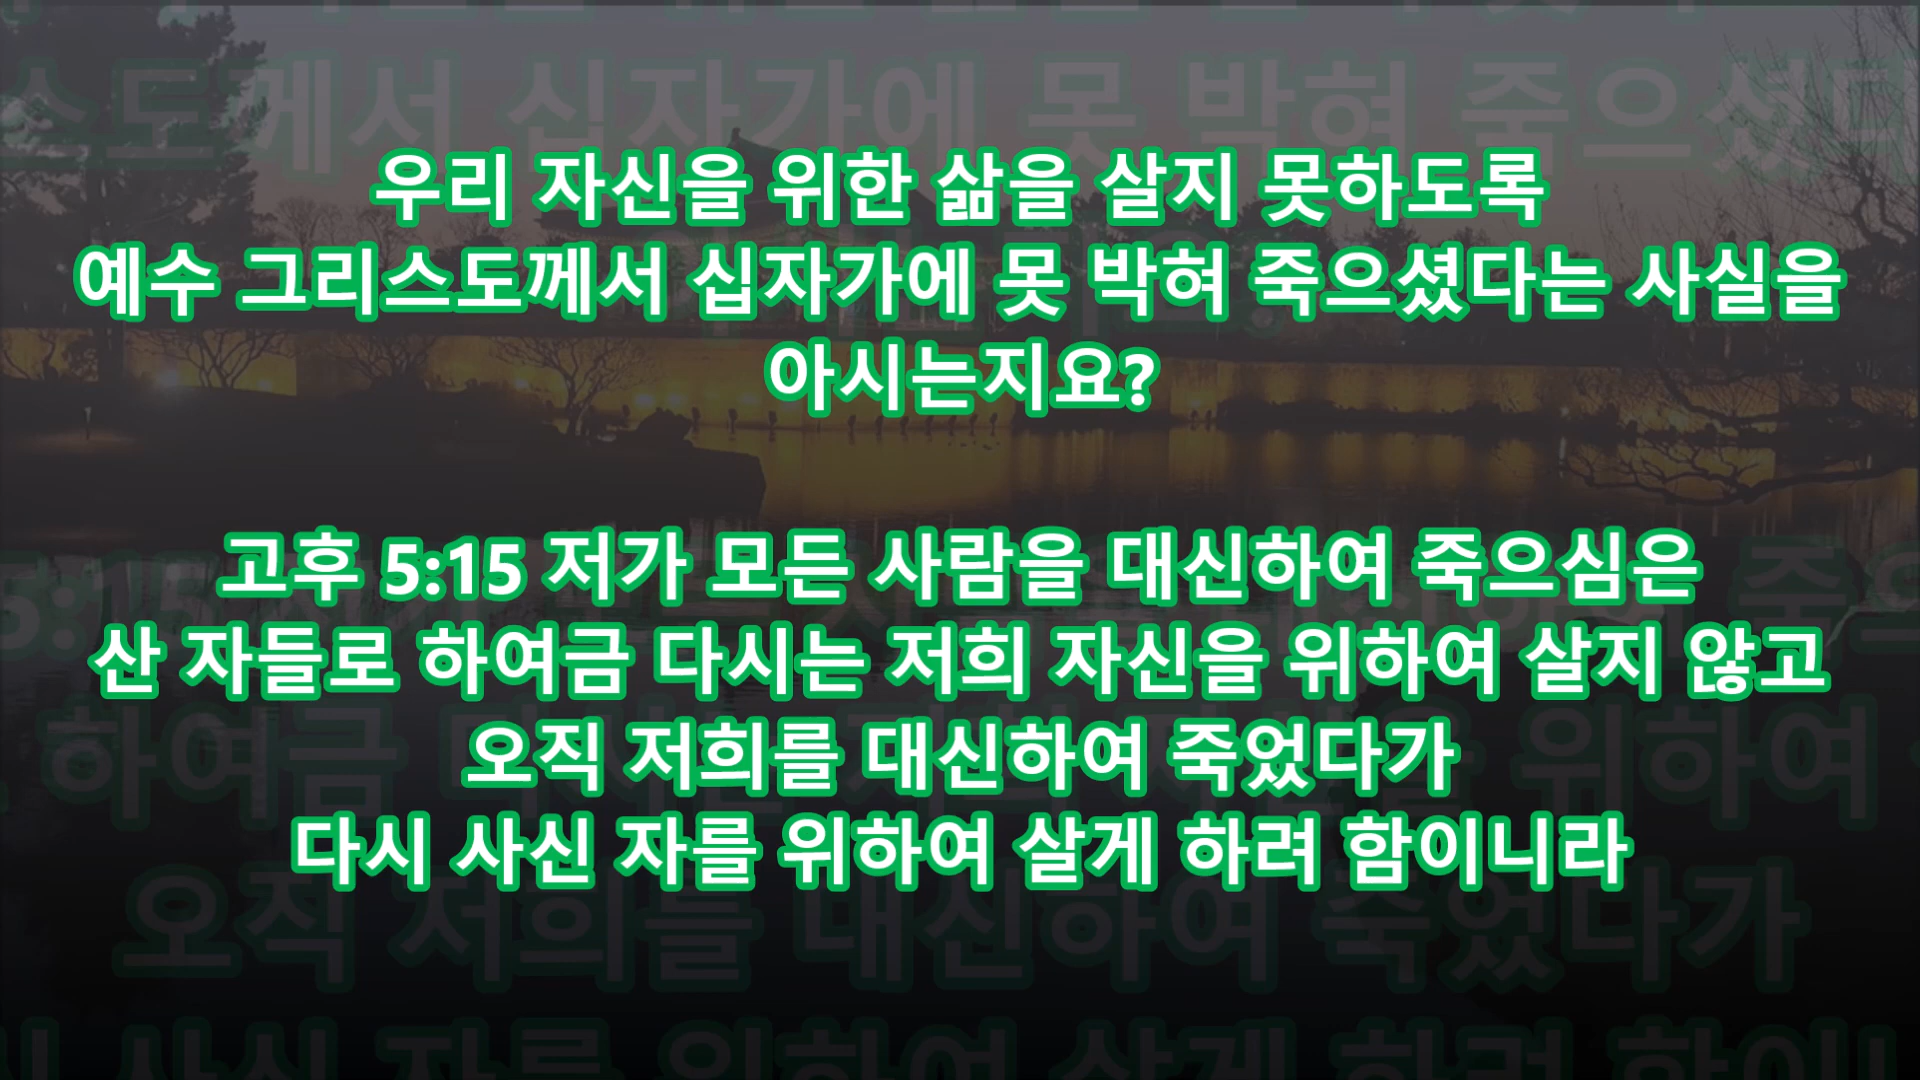 우리 자신을 위한 삶을 살지 못하도록
예수 그리스도께서 십자가에 못 박혀 죽으셨다는 사실을
아시는지요?
고후 5:15 저가 모든 사람을 대신하여 죽으심은
산 자들로 하여금 다시는 저희 자신을 위하여 살지 않고
오직 저희를 대신하여 죽었다가
다시 사신 자를 위하여 살게 하려 함이니라